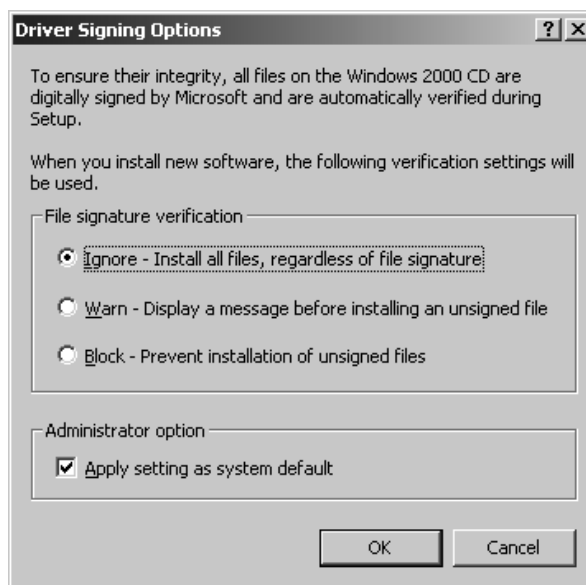 Driver Signing Options
To ensure their integrity, all files on the Windows 2000 CD are
digitally signed by Microsoft and are automatically verified during
Setup.
When you install new software, the following verification settings will
be used.
File signature verification
Ignore - Install all files, regardless of file signature
Warn - Display a message before installing an unsigned file
Block - Prevent installation of unsigned files
Administrator option
Apply setting as system default
OK Cancel